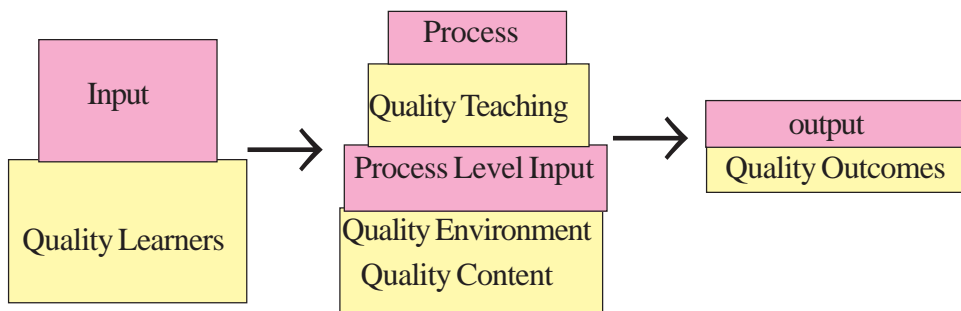 Input
Quality Learners
Process
Quality Teaching
Process Level Input
Quality Environment
Quality Content
output
Quality Outcomes